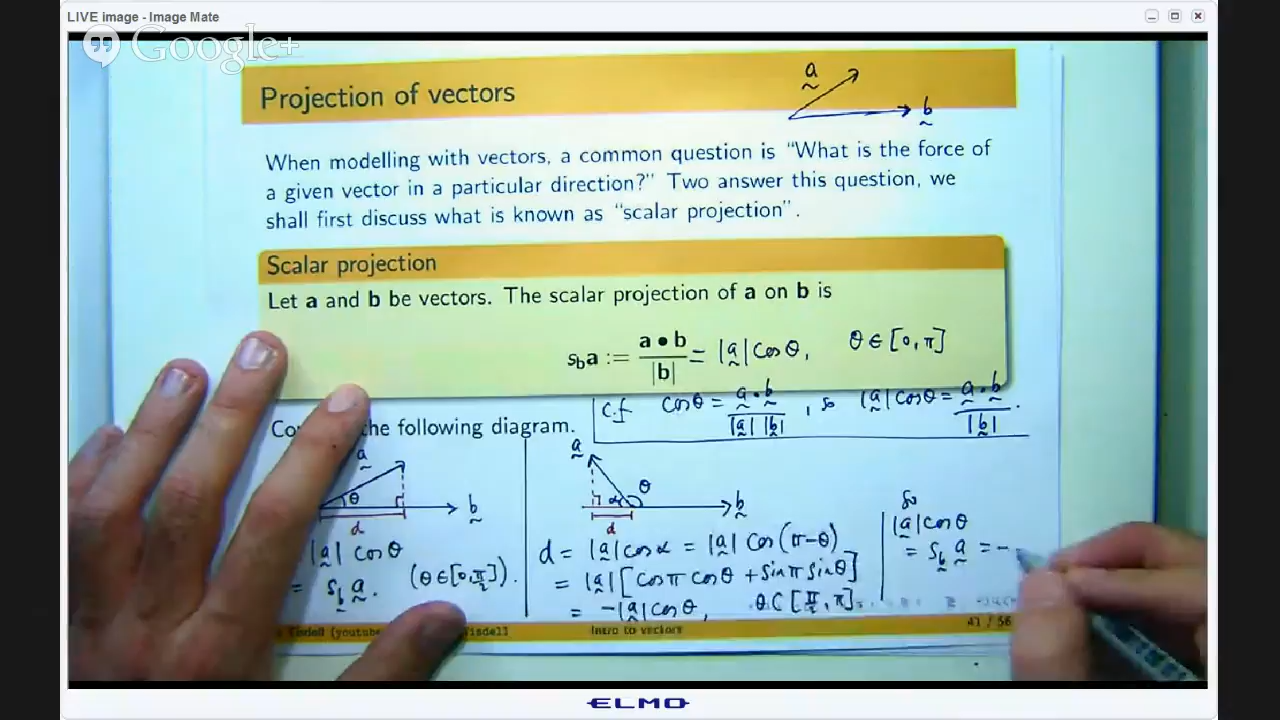 LIVE image - Image Mate
Google+
Projection of vectors
a
b
When modelling with vectors, a common question is "What is the force of
a given vector in a particular direction?" Two answer this question, we
shall first discuss what is known as "scalar projection".
Scalar projection
Let a and b be vectors. The scalar projection of a on b is
s_b a := a • b / |b| = |a| cos θ, θ ∈ [0, π]
c.f cos θ = a • b / |a| |b| , so |a| cos θ = a • b / |b| .
the following diagram.
a
θ
b
d
|a| cos θ
= s_b a. (θ ∈ [0, π/2]).
a
α θ
b
d
d = |a| cos α = |a| cos (π-θ)
= |a| [cos π cos θ + sin π sin θ]
= -|a| cos θ, θ ∈ [π/2, π]
so
|a| cos θ
= s_b a = -
Intro to vectors
41 / 56
ELMO